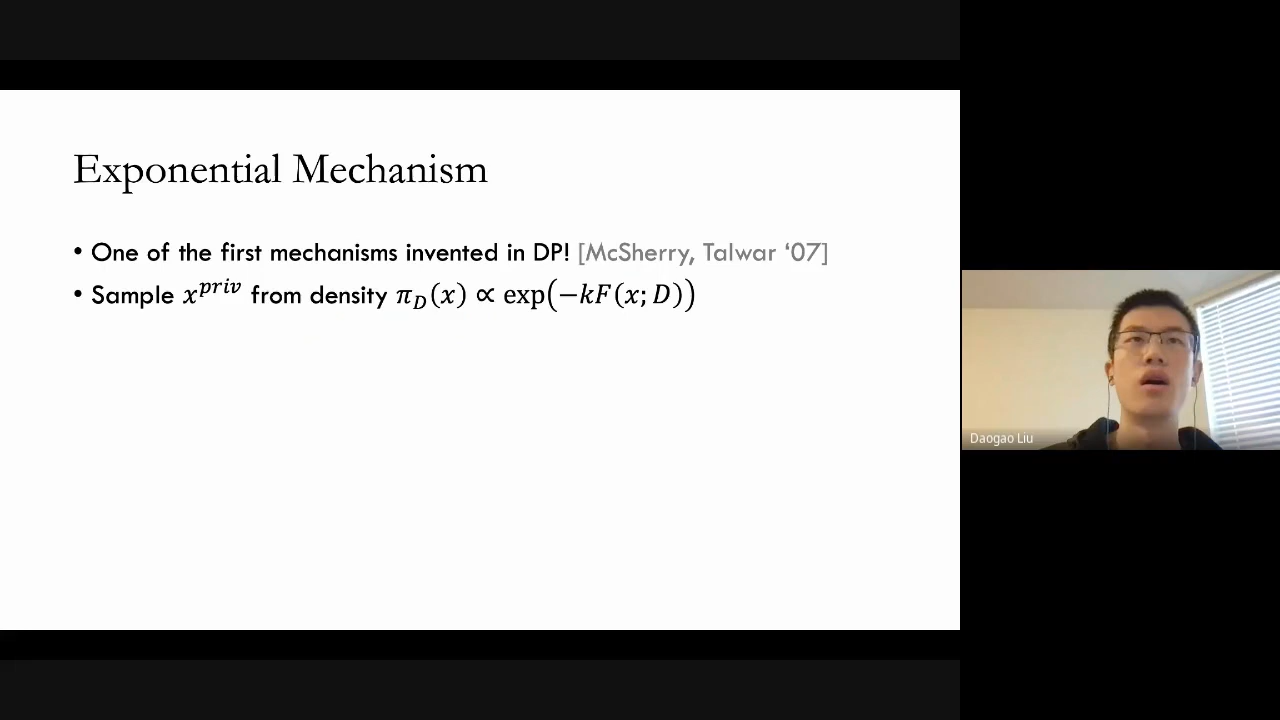 Exponential Mechanism
• One of the first mechanisms invented in DP! [McSherry, Talwar ‘07]
• Sample x^{priv} from density π_D(x) ∝ exp(−kF(x; D))
Daogao Liu